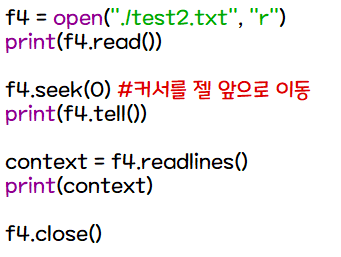 f4 = open("./test2.txt", "r")
print(f4.read())
f4.seek(0) #커서를 젤 앞으로 이동
print(f4.tell())
context = f4.readlines()
print(context)
f4.close()